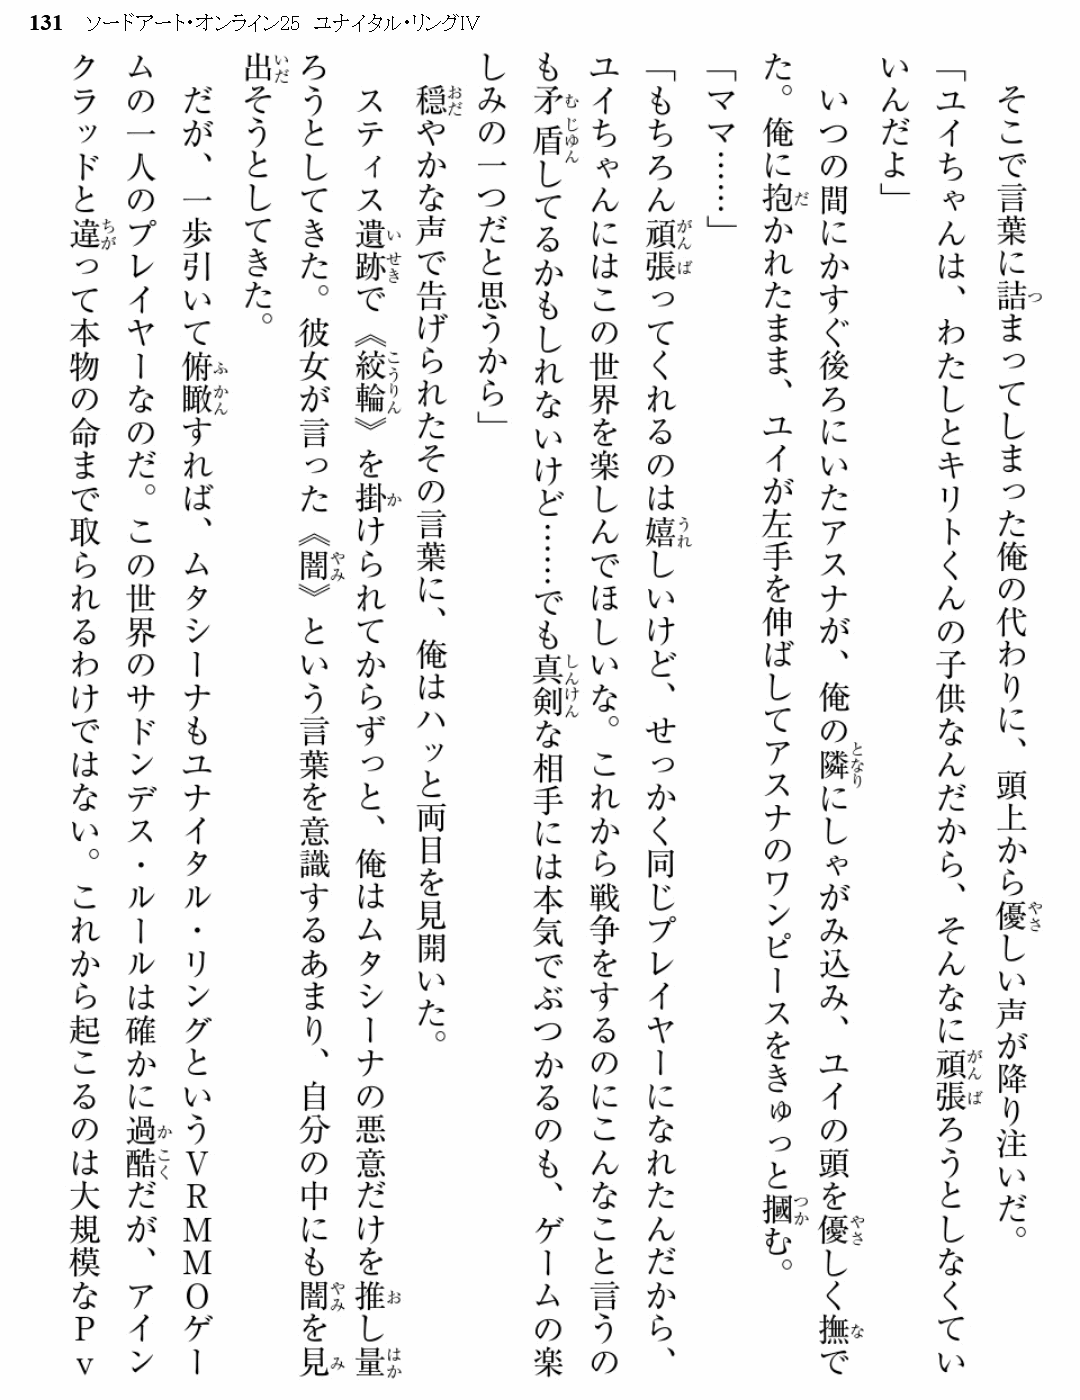 131 ソードアート・オンライン25 ユナイタル・リングIV
そこで言葉に詰まってしまった俺の代わりに、頭上から優しい声が降り注いだ。
「ユイちゃんは、わたしとキリトくんの子供なんだから、そんなに頑張ろうとしなくてい
いんだよ」
いつの間にかすぐ後ろにいたアスナが、俺の隣にしゃがみ込み、ユイの頭を優しく撫で
た。俺に抱かれたまま、ユイが左手を伸ばしてアスナのワンピースをきゅっと摑む。
「ママ……」
「もちろん頑張ってくれるのは嬉しいけど、せっかく同じプレイヤーになれたんだから、
ユイちゃんにはこの世界を楽しんでほしいな。これから戦争をするのにこんなこと言うの
も矛盾してるかもしれないけど……でも真剣な相手には本気でぶつかるのも、ゲームの楽
しみの一つだと思うから」
穏やかな声で告げられたその言葉に、俺はハッと両目を見開いた。
スティス遺跡で《絞輪》を掛けられてからずっと、俺はムタシーナの悪意だけを推し量
ろうとしてきた。彼女が言った《闇》という言葉を意識するあまり、自分の中にも闇を見
出そうとしてきた。
だが、一歩引いて俯瞰すれば、ムタシーナもユナイタル・リングというVRMMOゲー
ムの一人のプレイヤーなのだ。この世界のサドンデス・ルールは確かに過酷だが、アイン
クラッドと違って本物の命まで取られるわけではない。これから起こるのは大規模なPv